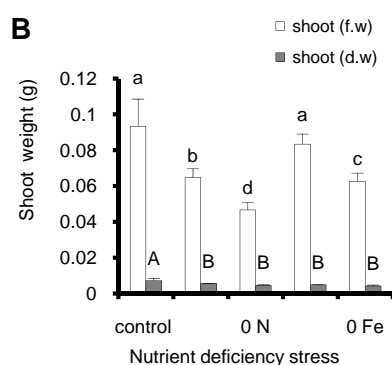 B
shoot (f.w)
shoot (d.w)
Shoot weight (g)
0.12
0.1
0.08
0.06
0.04
0.02
0
a
b
d
a
c
A
B
B
B
B
control
0 N
0 Fe
Nutrient deficiency stress